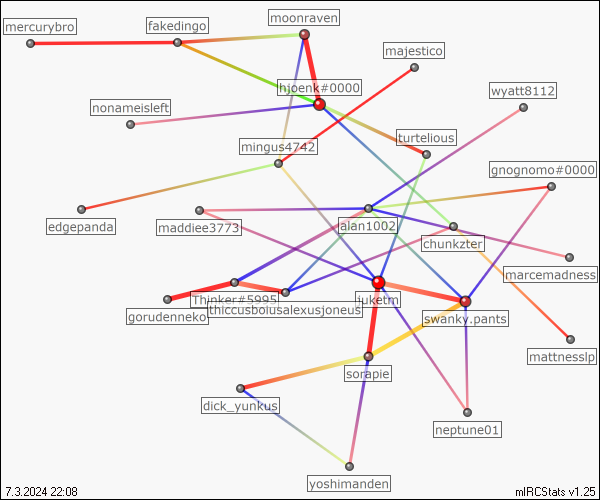 moonraven
mercurybro
fakedingo
majestico
hjoenk#0000
wyatt8112
nonameisleft
turtelious
mingus4742
gnognomo#0000
edgepanda
maddiee3773
alan1002
chunkzter
marcemadness
Thinker#5995
juketm
gorudenneko
thiccusboiusalexusjoneus
swanky.pants
mattnesslp
sorapie
dick_yunkus
neptune01
yoshimanden
7.3.2024 22:08
mIRCStats v1.25